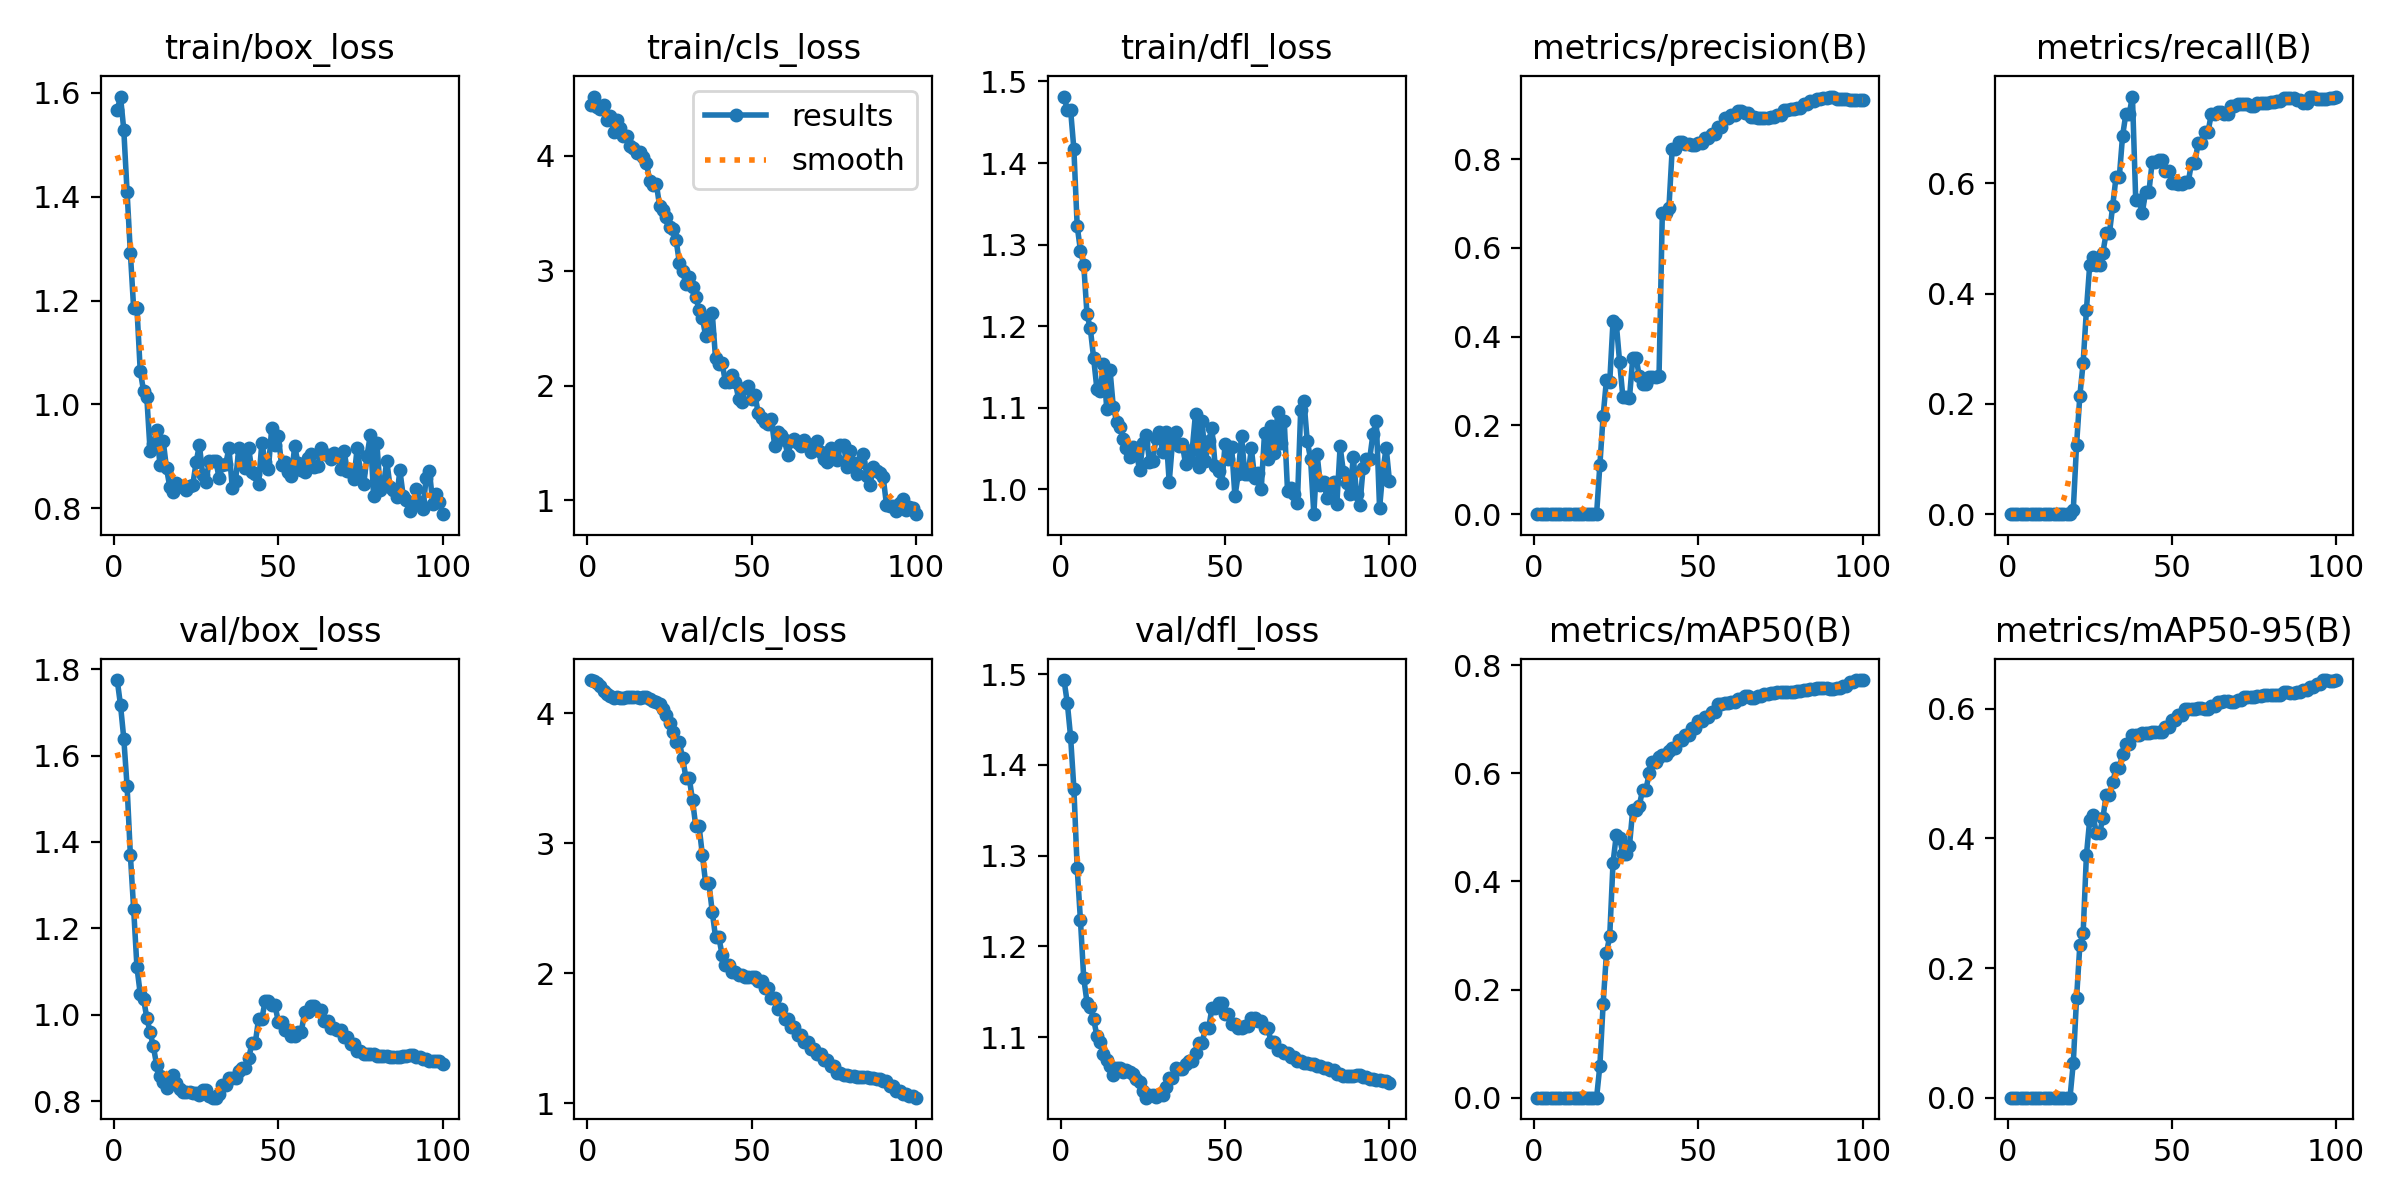 train/box_loss
1.6
1.4
1.2
1.0
0.8
0 50 100
train/cls_loss
results
smooth
4
3
2
1
0 50 100
train/dfl_loss
1.5
1.4
1.3
1.2
1.1
1.0
0 50 100
metrics/precision(B)
0.8
0.6
0.4
0.2
0.0
0 50 100
metrics/recall(B)
0.6
0.4
0.2
0.0
0 50 100
val/box_loss
1.8
1.6
1.4
1.2
1.0
0.8
0 50 100
val/cls_loss
4
3
2
1
0 50 100
val/dfl_loss
1.5
1.4
1.3
1.2
1.1
0 50 100
metrics/mAP50(B)
0.8
0.6
0.4
0.2
0.0
0 50 100
metrics/mAP50-95(B)
0.6
0.4
0.2
0.0
0 50 100